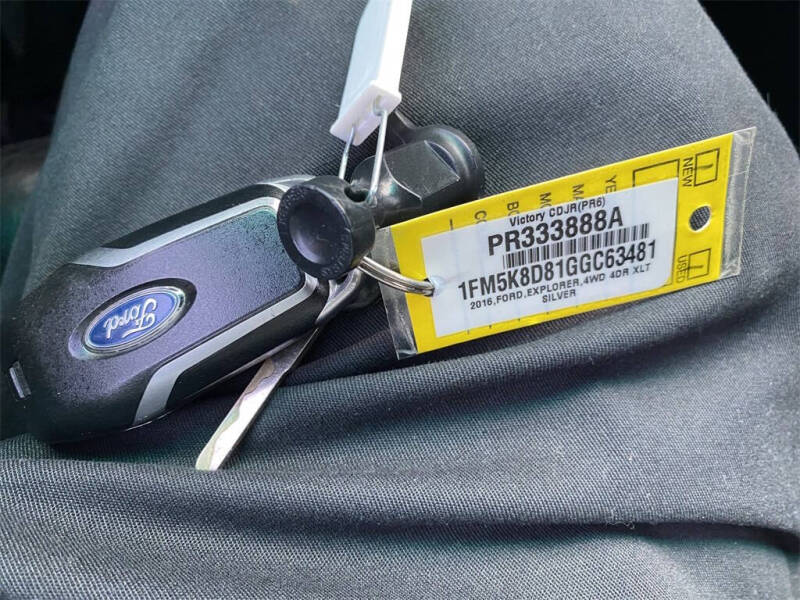 Ford
NEW
USED
Victory CDJR(PR6)
PR333888A
1FM5K8D81GGC63481
2016,FORD,EXPLORER,4WD 4DR XLT
SILVER